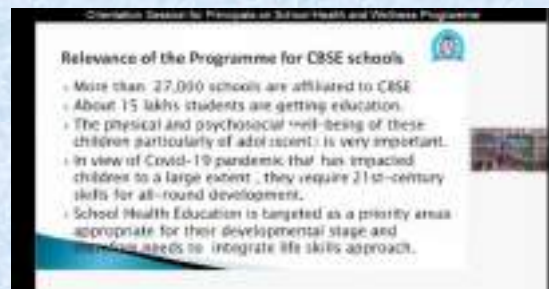 Orientation Session for Principals on School Health and Wellness Programme
Relevance of the Programme for CBSE schools
More than 27,000 schools are affiliated to CBSE
About 15 lakhs students are getting education.
The physical and psychosocial well-being of these
children particularly of adolescents is very important.
In view of Covid-19 pandemic that has impacted
children to a large extent , they require 21st-century
skills for all-round development.
School Health Education is targeted as a priority areas
appropriate for their developmental stage and
needs to integrate life skills approach.